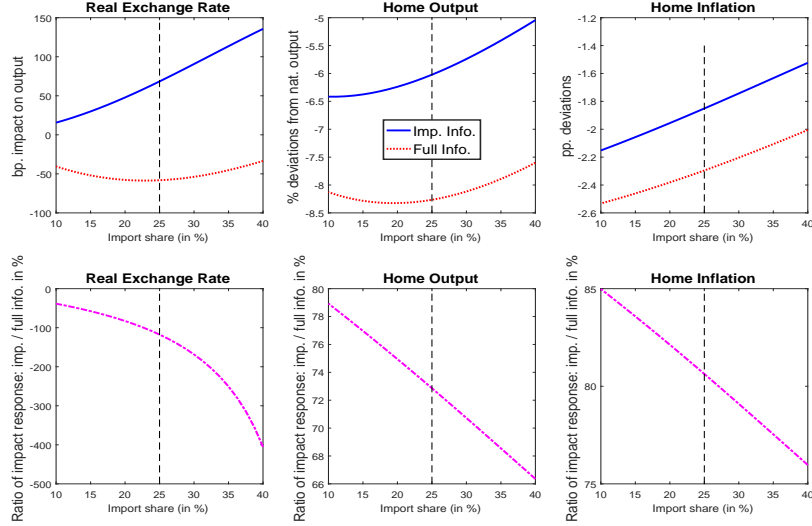 Real Exchange Rate
bp. impact on output
150
100
50
0
-50
-100
10 15 20 25 30 35 40
Import share (in %)
Home Output
% deviations from nat. output
-5
-5.5
-6
-6.5
-7
-7.5
-8
-8.5
Imp. Info.
Full Info.
10 15 20 25 30 35 40
Import share (in %)
Home Inflation
pp. deviations
-1.2
-1.4
-1.6
-1.8
-2
-2.2
-2.4
-2.6
10 15 20 25 30 35 40
Import share (in %)
Real Exchange Rate
Ratio of impact response: imp. / full info. in %
0
-100
-200
-300
-400
-500
10 15 20 25 30 35 40
Import share (in %)
Home Output
Ratio of impact response: imp. / full info. in %
80
78
76
74
72
70
68
66
10 15 20 25 30 35 40
Import share (in %)
Home Inflation
Ratio of impact response: imp. / full info. in %
85
80
75
10 15 20 25 30 35 40
Import share (in %)